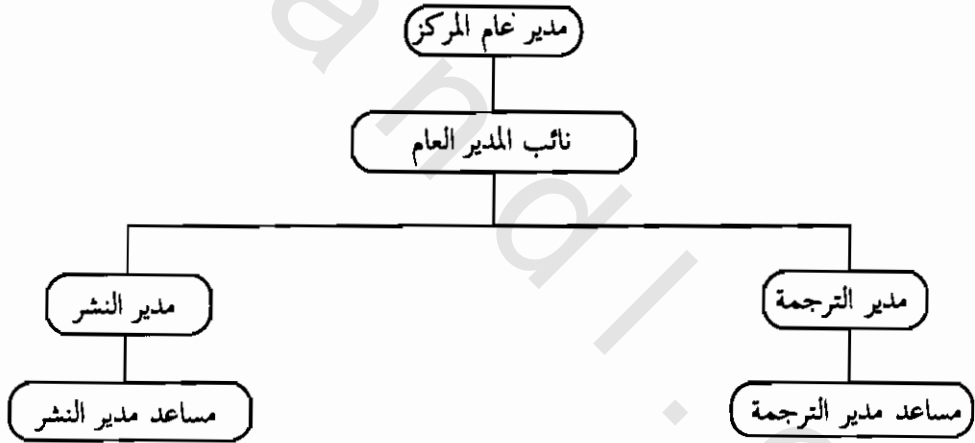 مدير عام المركز
نائب المدير العام
مدير الترجمة
مدير النشر
مساعد مدير الترجمة
مساعد مدير النشر